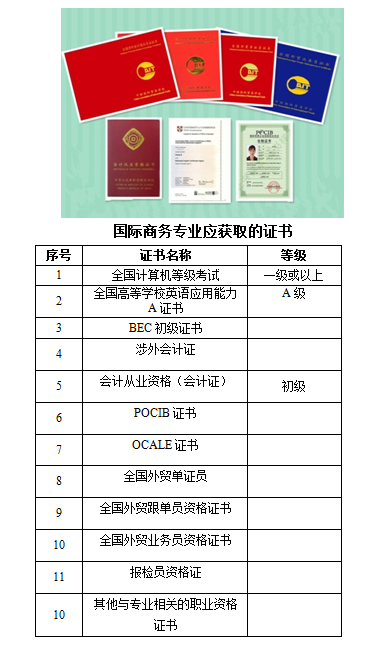 POCIB
国际商务专业应获取的证书
序号 证书名称 等级
1 全国计算机等级考试 一级或以上
2 全国高等学校英语应用能力 A 级
A 证书
3 BEC 初级证书
4 涉外会计证
5 会计从业资格（会计证） 初级
6 POCIB 证书
7 OCALE 证书
8 全国外贸单证员
9 全国外贸跟单员资格证书
10 全国外贸业务员资格证书
11 报检员资格证
10 其他与专业相关的职业资格
证书